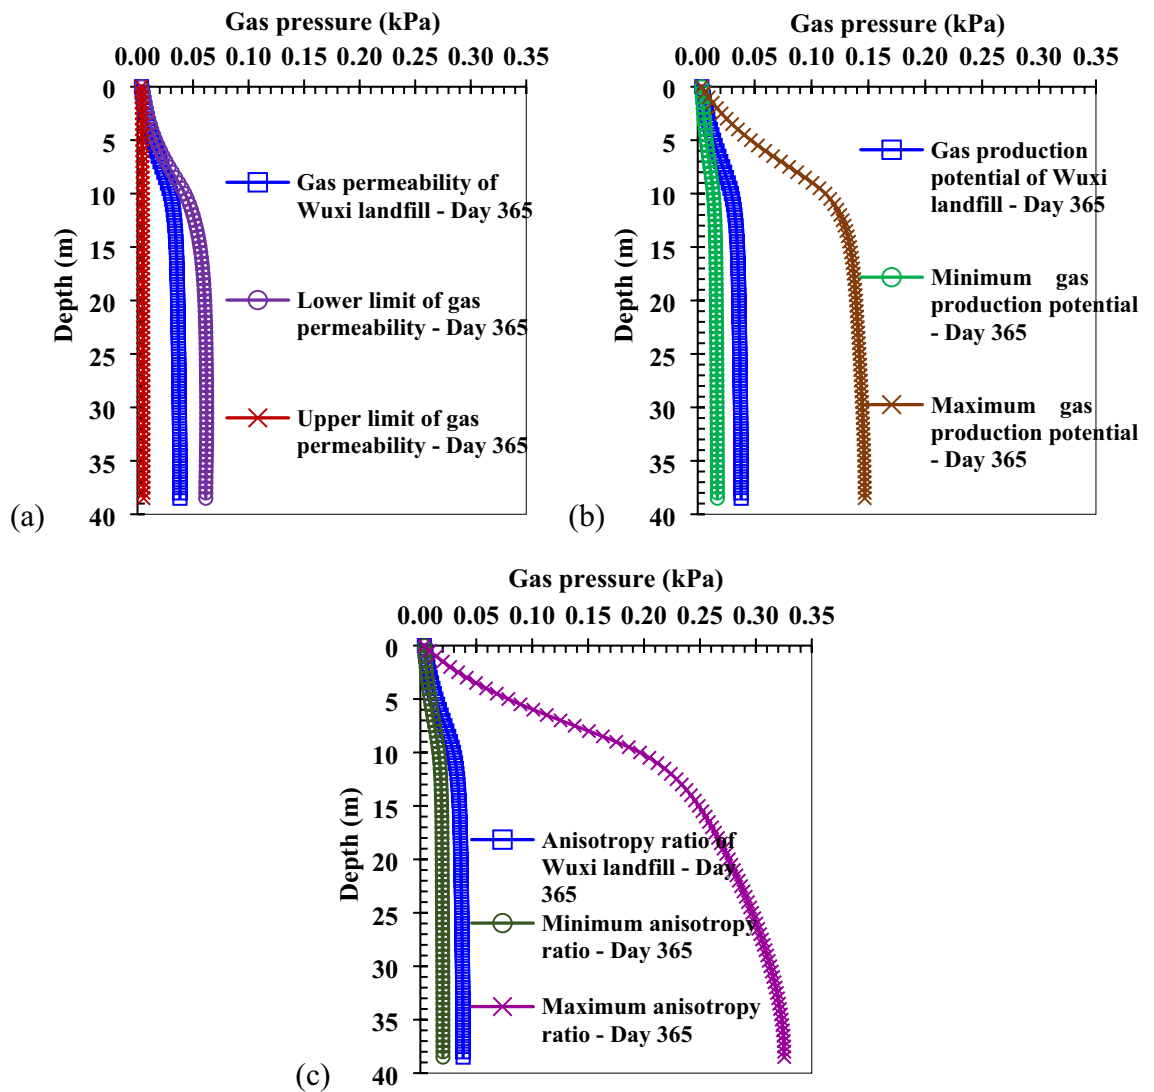 Gas pressure (kPa)
0.00 0.05 0.10 0.15 0.20 0.25 0.30 0.35
0
5
10
15
20
25
30
35
40
Depth (m)
Gas permeability of
Wuxi landfill - Day 365
Lower limit of gas
permeability - Day 365
Upper limit of gas
permeability - Day 365
(a)
Gas pressure (kPa)
0.00 0.05 0.10 0.15 0.20 0.25 0.30 0.35
0
5
10
15
20
25
30
35
40
Depth (m)
Gas production
potential of Wuxi
landfill - Day 365
Minimum gas
production potential
- Day 365
Maximum gas
production potential
- Day 365
(b)
Gas pressure (kPa)
0.00 0.05 0.10 0.15 0.20 0.25 0.30 0.35
0
5
10
15
20
25
30
35
40
Depth (m)
Anisotropy ratio of
Wuxi landfill - Day
365
Minimum anisotropy
ratio - Day 365
Maximum anisotropy
ratio - Day 365
(c)